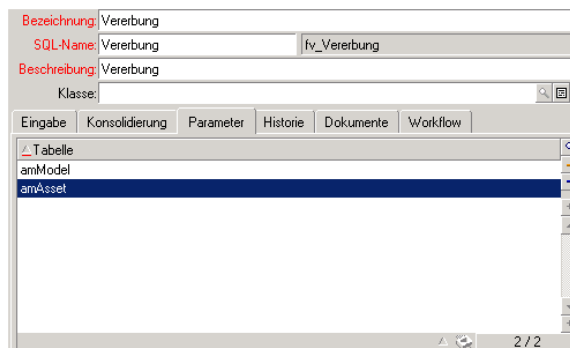 Bezeichnung: Vererbung
SQL-Name: Vererbung fv_Vererbung
Beschreibung: Vererbung
Klasse:
Eingabe Konsolidierung Parameter Historie Dokumente Workflow
Tabelle
amModel
amAsset
2 / 2